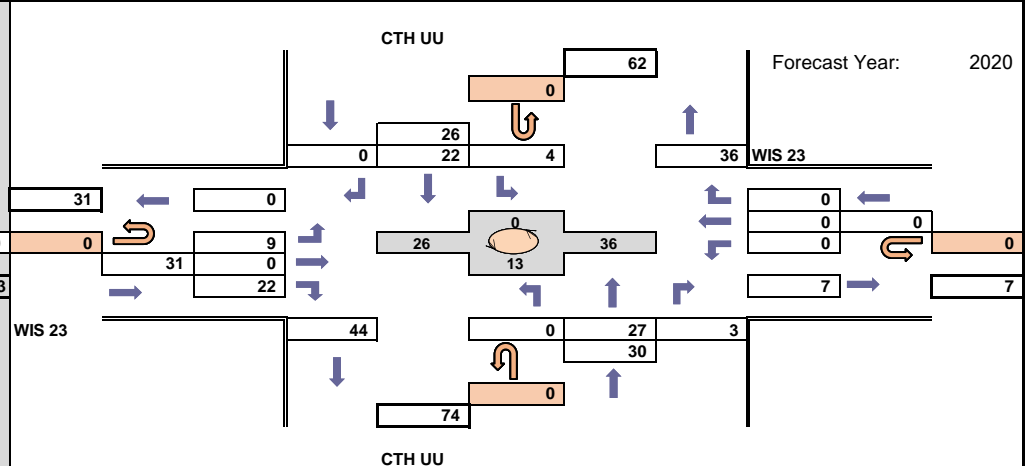 CTH UU
62
Forecast Year: 2020
0
26
0 22 4 36 WIS 23
31 0 0
0 0
0 9 26 0 36 0 0
31 0 13
3 22 7 7
WIS 23 44 0 27 3
30
0
74
CTH UU